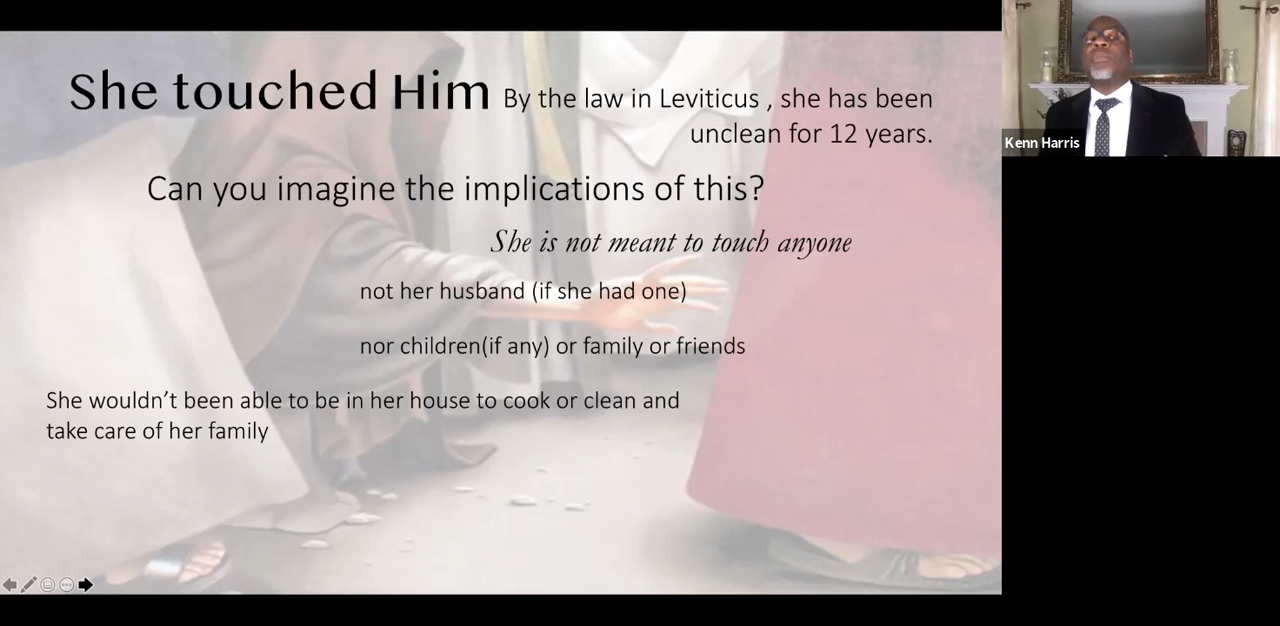 She touched Him By the law in Leviticus , she has been
unclean for 12 years.
Can you imagine the implications of this?
She is not meant to touch anyone
not her husband (if she had one)
nor children(if any) or family or friends
She wouldn’t been able to be in her house to cook or clean and
take care of her family
Kenn Harris